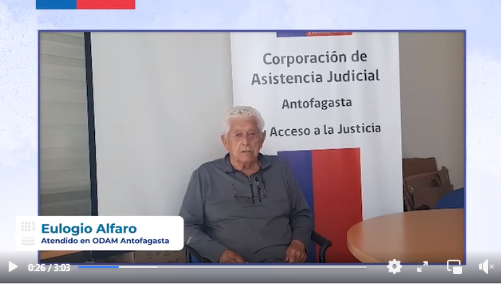 Corporación de
Asistencia Judicial
Antofagasta
Acceso a la Justicia
Eulogio Alfaro
Atendido en ODAM Antofagasta
0:26 / 3:03